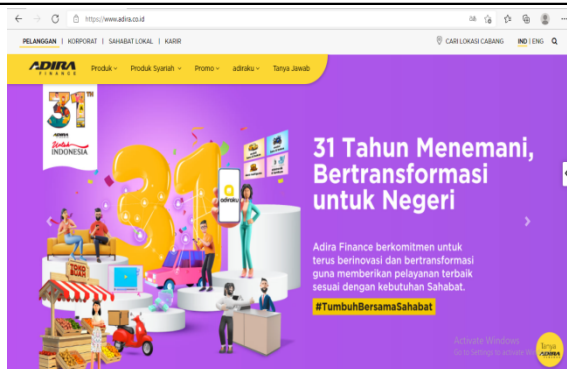 https://www.adira.co.id
PELANGGAN | KORPORAT | SAHABAT LOKAL | KARIR
CARI LOKASI CABANG
IND | ENG
ADIRA
FINANCE
Produk
Produk Syariah
Promo
adiraku
Tanya Jawab
31
ADIRA
Untuk
INDONESIA
31
adiraku
31 Tahun Menemani,
Bertransformasi
untuk Negeri
Adira Finance berkomitmen untuk
terus berinovasi dan bertransformasi
guna memberikan pelayanan terbaik
sesuai dengan kebutuhan Sahabat.
#TumbuhBersamaSahabat
Activate Windows
Go to Settings to activate
Tanya
ADIRA